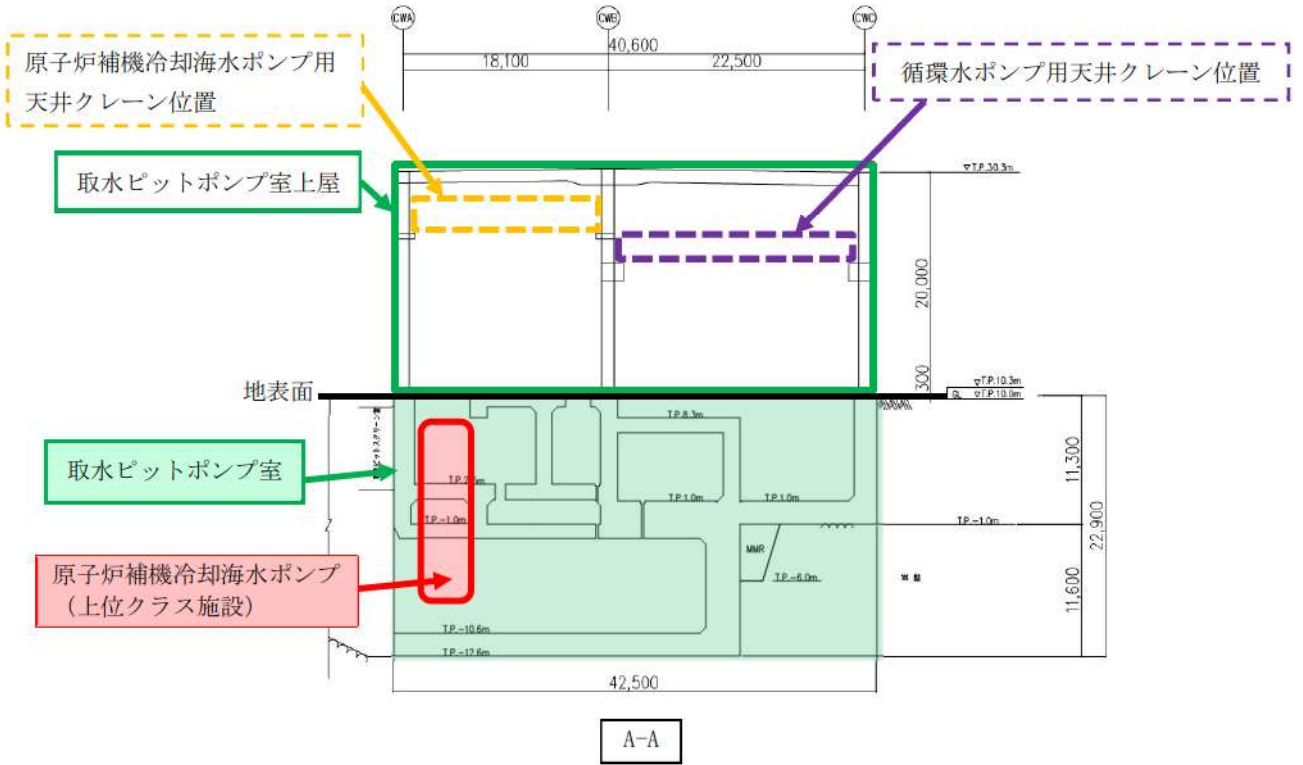 CWA
CWB
CWC
40,600
18,100
22,500
原子炉補機冷却海水ポンプ用
天井クレーン位置
循環水ポンプ用天井クレーン位置
取水ピットポンプ室上屋
▽T.P.30.3m
20,000
300
地表面
▽T.P.10.3m
GL ▽T.P.10.0m
T.P.8.3m
取水ピットポンプ室
T.P.1.0m
T.P.1.0m
T.P.-1.0m
T.P.-1.0m
11,300
22,900
11,600
MMR
T.P.-6.0m
岩盤
原子炉補機冷却海水ポンプ
(上位クラス施設)
T.P.-10.6m
T.P.-12.6m
42,500
A-A